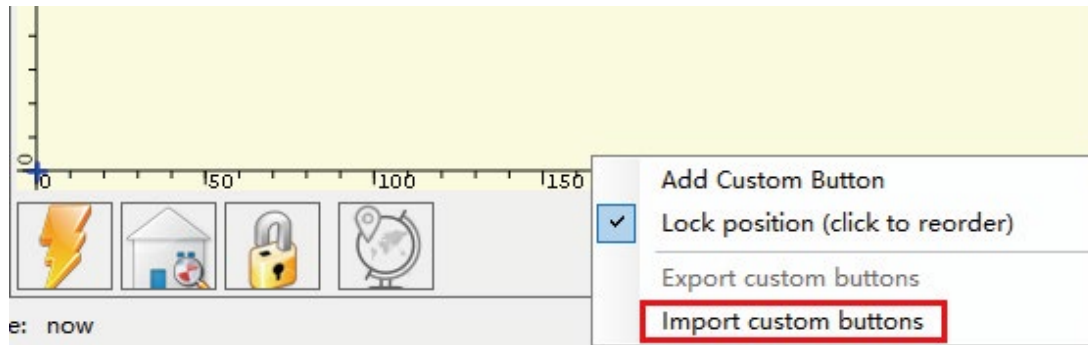 0
0 50 100 150
Add Custom Button
Lock position (click to reorder)
Export custom buttons
Import custom buttons
e: now